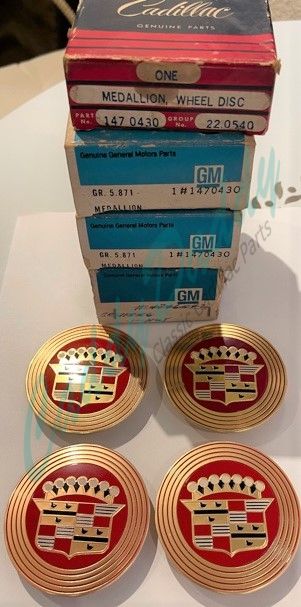 Cadillac
GENUINE PARTS
ONE
MEDALLION, WHEEL DISC
PART No. 147 0430 GROUP No. 22.0540
Genuine General Motors Parts
GM
GR. 5.871 - 1#1470430
MEDALLION
Genuine General Motors Parts
GM
GR. 5.871 - 1#1470430
MEDALLION
Genuine General Motors Parts
GM
Classic
Parts